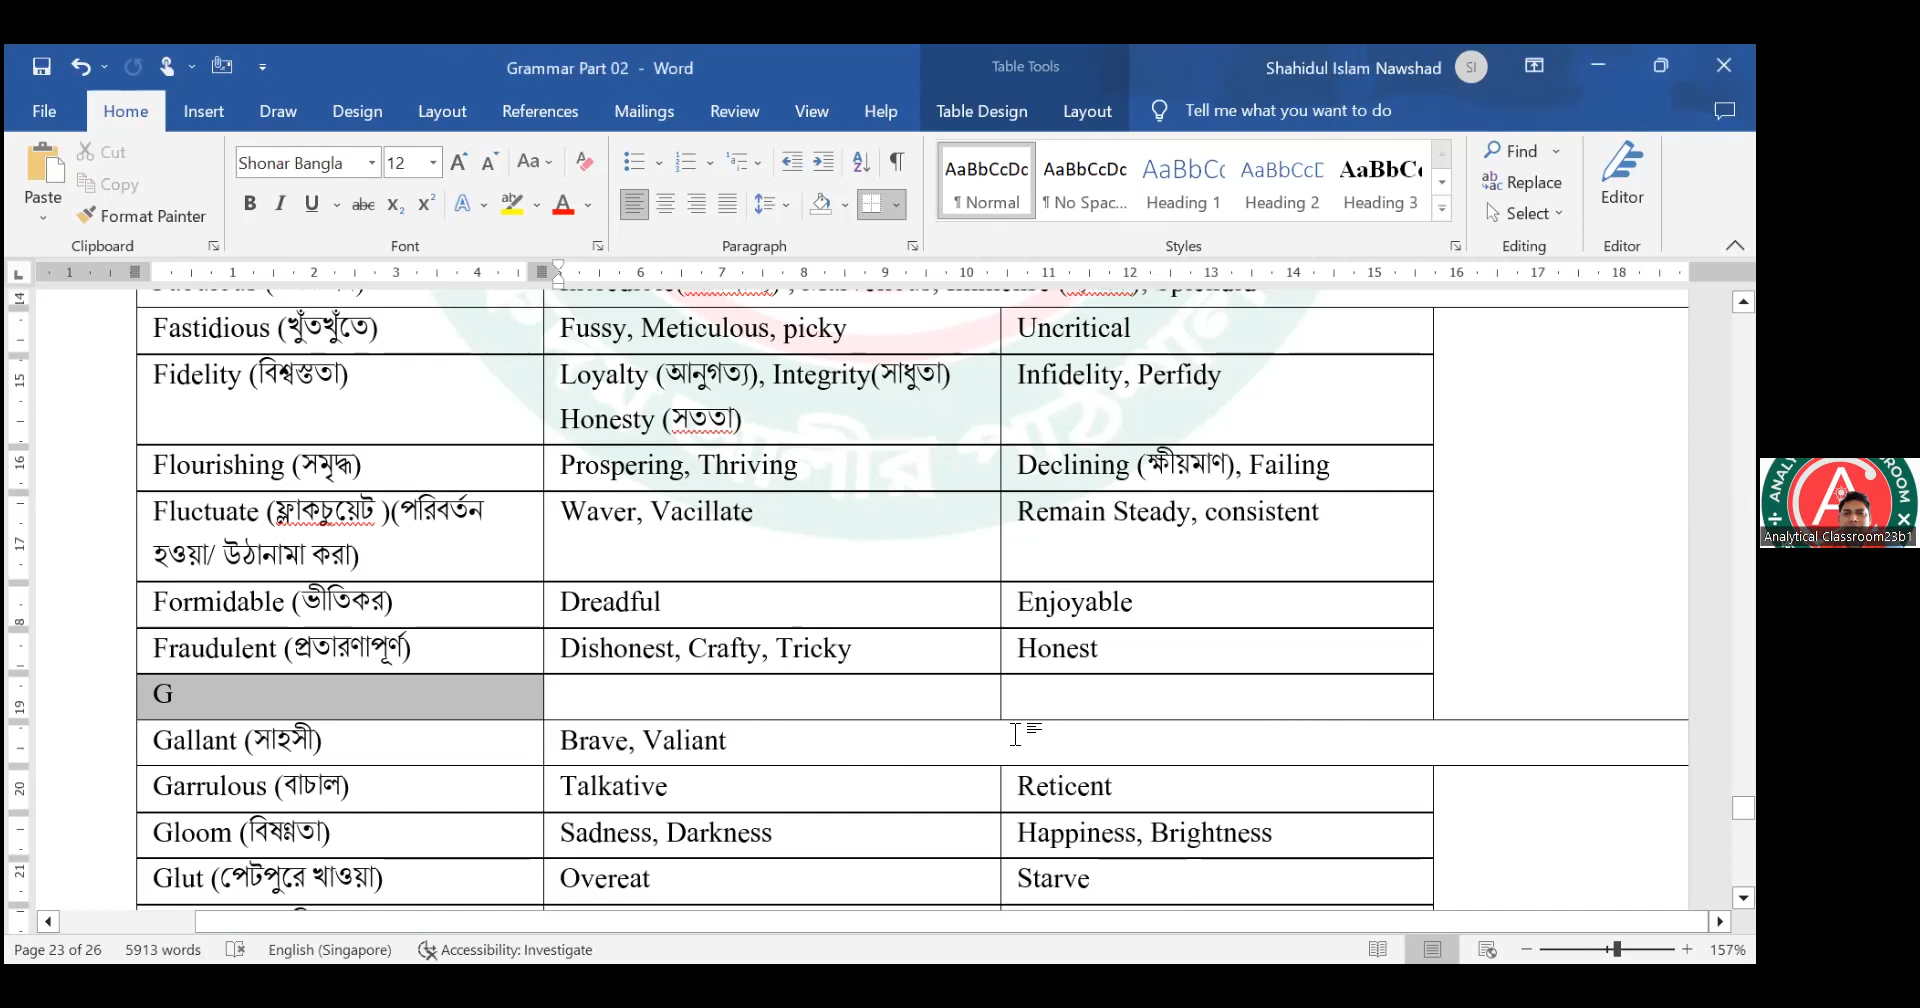 Grammar Part 02 - Word
Table Tools
Shahidul Islam Nawshad
SI
File
Home
Insert
Draw
Design
Layout
References
Mailings
Review
View
Help
Table Design
Layout
Tell me what you want to do
Paste
Cut
Copy
Format Painter
Clipboard
Shonar Bangla
12
Font
Paragraph
AaBbCcDc
¶ Normal
AaBbCcDc
¶ No Spac...
AaBbCc
Heading 1
AaBbCcD
Heading 2
AaBbCc
Heading 3
Styles
Find
Replace
Select
Editing
Editor
Editor
Fastidious (খুঁতখুঁতে)
Fussy, Meticulous, picky
Uncritical
Fidelity (বিশ্বস্ততা)
Loyalty (আনুগত্য), Integrity(সাধুতা)
Honesty (সততা)
Infidelity, Perfidy
Flourishing (সমৃদ্ধ)
Prospering, Thriving
Declining (ক্ষীয়মাণ), Failing
Fluctuate (ফ্লাকচুয়েট )(পরিবর্তন
হওয়া/ উঠানামা করা)
Waver, Vacillate
Remain Steady, consistent
Formidable (ভীতিকর)
Dreadful
Enjoyable
Fraudulent (প্রতারণাপূর্ণ)
Dishonest, Crafty, Tricky
Honest
G
Gallant (সাহসী)
Brave, Valiant
Garrulous (বাচাল)
Talkative
Reticent
Gloom (বিষণ্ণতা)
Sadness, Darkness
Happiness, Brightness
Glut (পেটপুরে খাওয়া)
Overeat
Starve
Page 23 of 26
5913 words
English (Singapore)
Accessibility: Investigate
157%
Analytical Classroom23b1